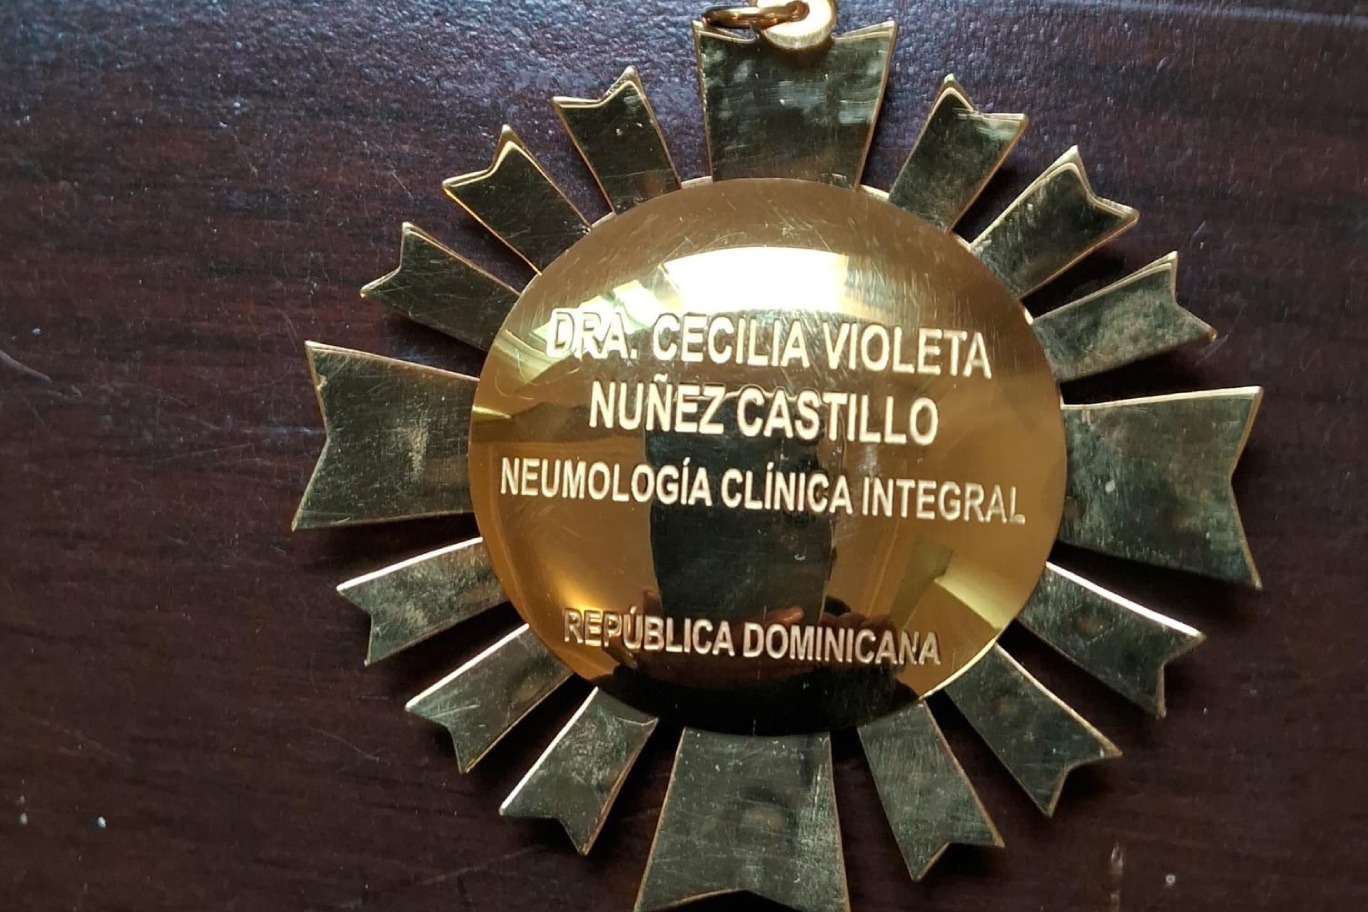 DRA. CECILIA VIOLETA
NUÑEZ CASTILLO
NEUMOLOGÍA CLÍNICA INTEGRAL
REPÚBLICA DOMINICANA